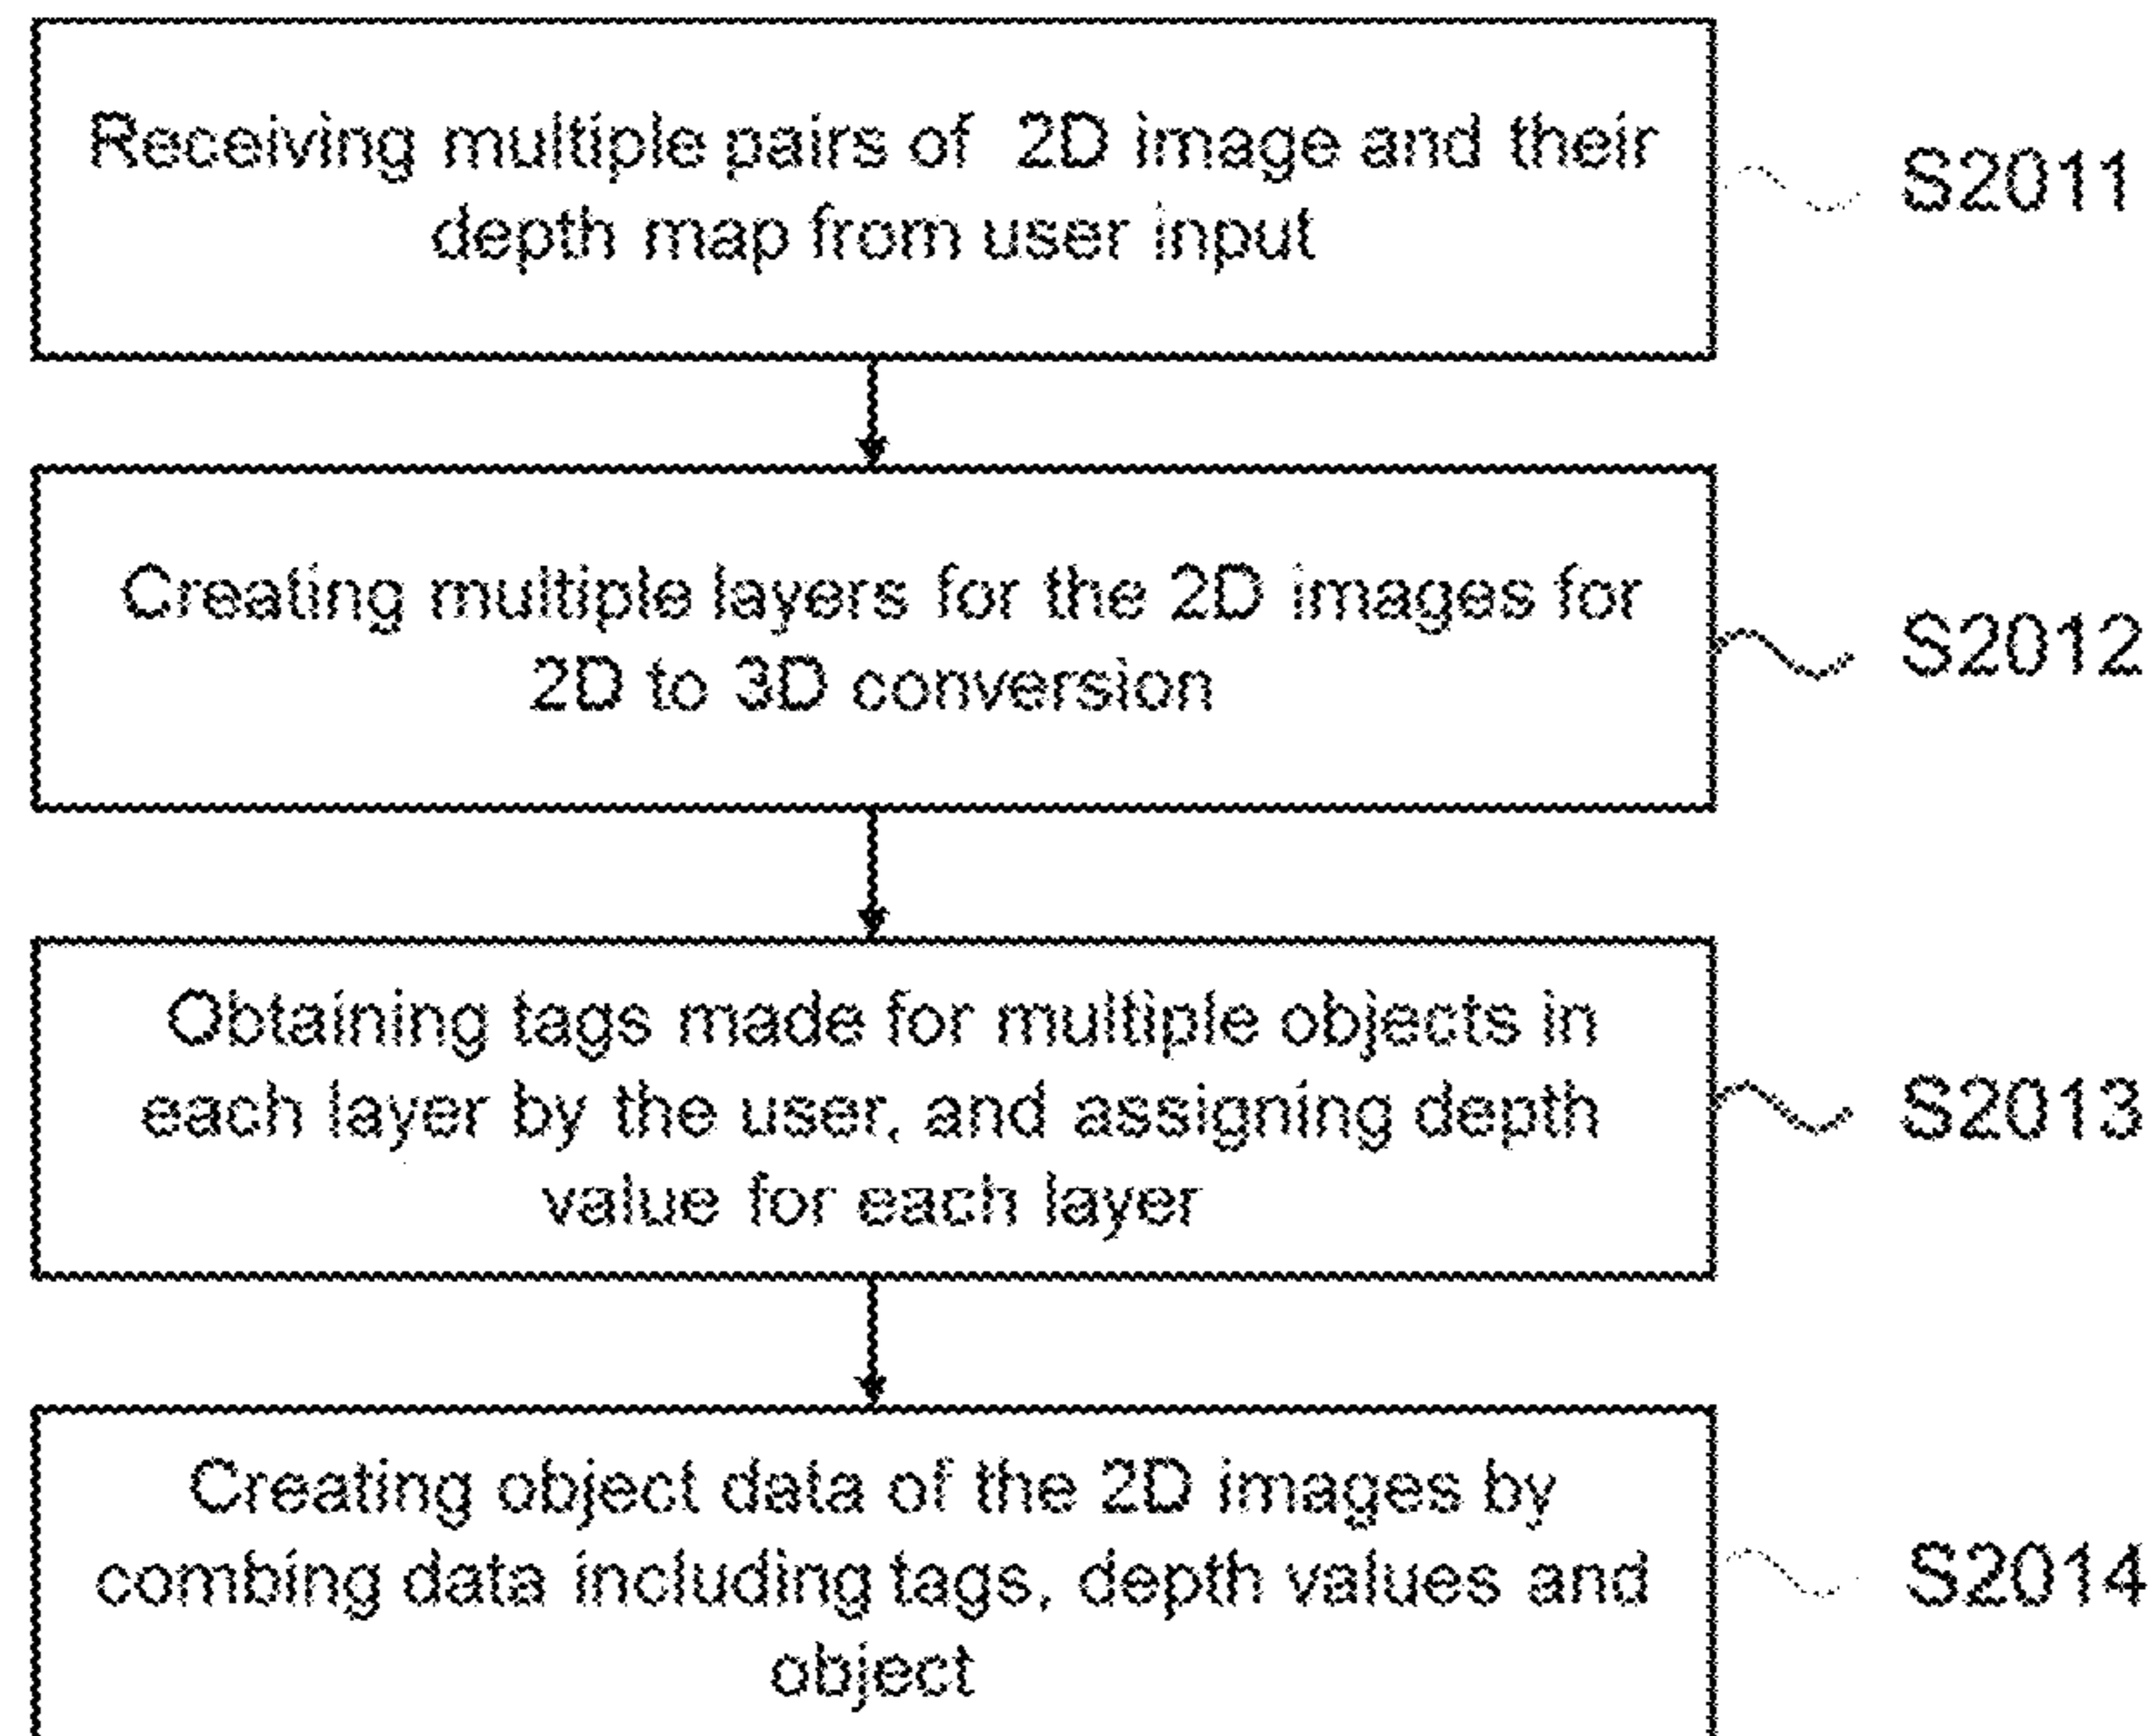 Receiving multiple pairs of 2D image and their
depth map from user input
S2011
Creating multiple layers for the 2D images for
2D to 3D conversion
S2012
Obtaining tags made for multiple objects in
each layer by the user, and assigning depth
value for each layer
S2013
Creating object data of the 2D images by
combing data including tags, depth values and
object
S2014